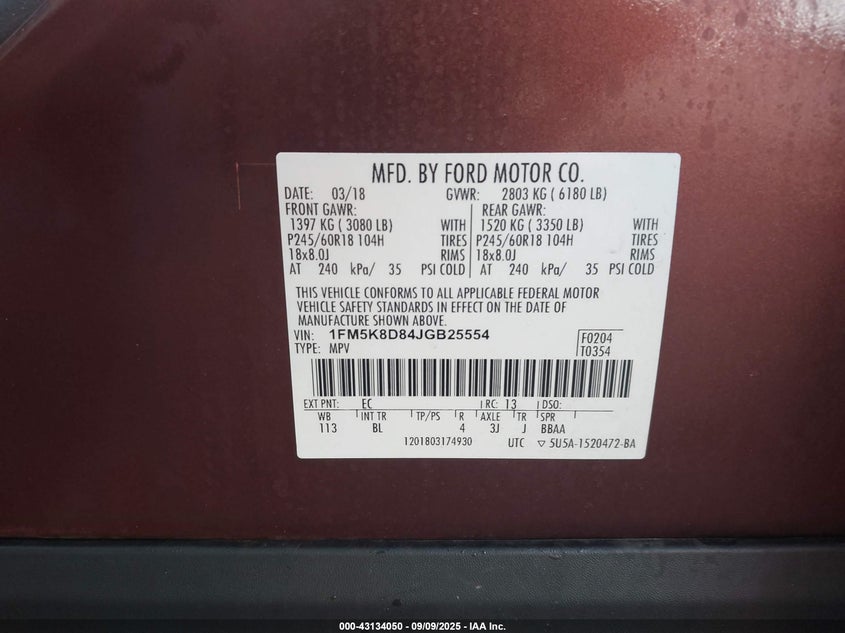 MFD. BY FORD MOTOR CO.
DATE: 03/18 GVWR: 2803 KG ( 6180 LB)
FRONT GAWR: REAR GAWR:
1397 KG ( 3080 LB) WITH 1520 KG ( 3350 LB) WITH
P245/60R18 104H TIRES P245/60R18 104H TIRES
18x8.0J RIMS 18x8.0J RIMS
AT 240 kPa/ 35 PSI COLD AT 240 kPa/ 35 PSI COLD
THIS VEHICLE CONFORMS TO ALL APPLICABLE FEDERAL MOTOR
VEHICLE SAFETY STANDARDS IN EFFECT ON THE DATE OF
MANUFACTURE SHOWN ABOVE.
VIN: 1FM5K8D84JGB25554 F0204
TYPE: MPV T0354
EXT PNT: EC RC: 13 DSO:
WB INT TR TP/PS R AXLE TR SPR
113 BL 4 3J J BBAA
1201803174930 UTC ▽ 5U5A-1520472-BA
000-43134050 - 09/09/2025 - IAA Inc.